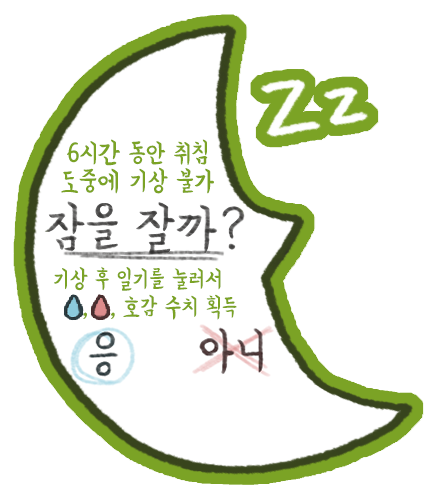 Zz
6시간 동안 취침
도중에 기상 불가
잠을 잘까?
기상 후 일기를 눌러서
, , 호감 수치 획득
응 아니